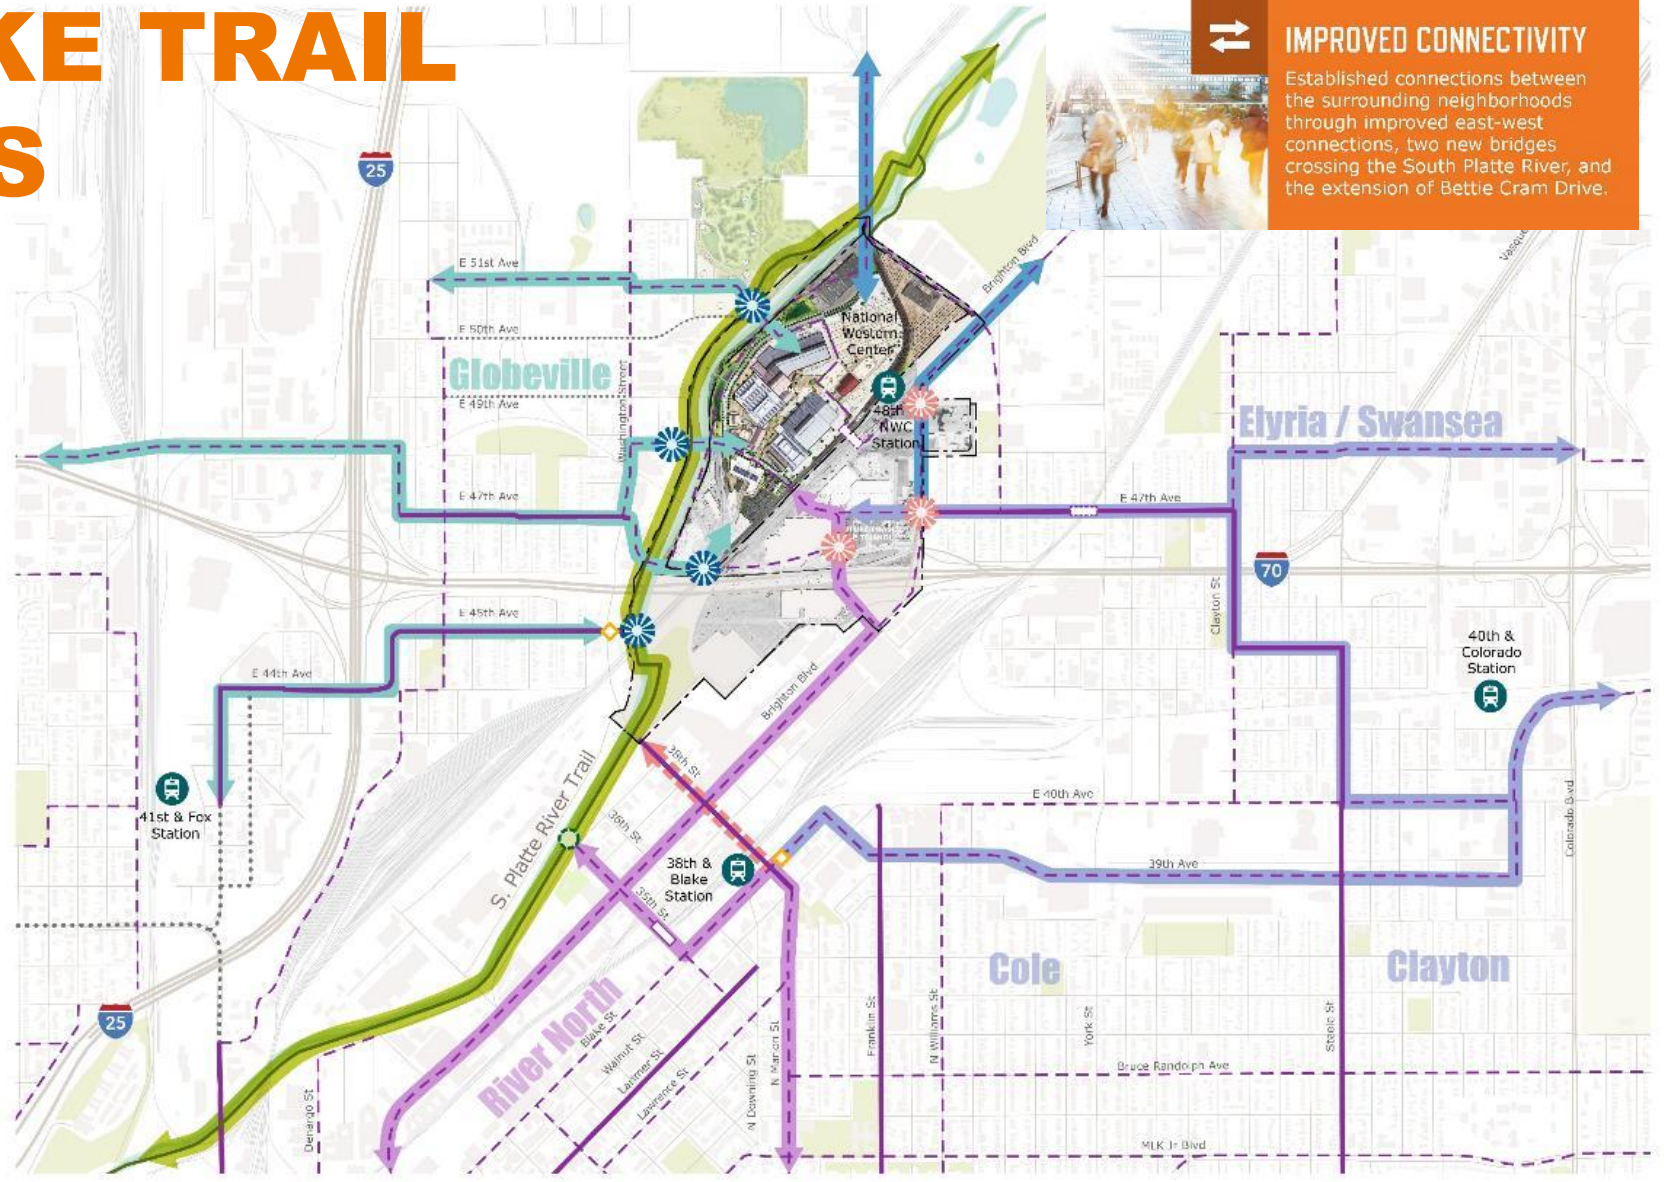 KE TRAIL
S
IMPROVED CONNECTIVITY
Established connections between
the surrounding neighborhoods
through improved east-west
connections, two new bridges
crossing the South Platte River, and
the extension of Bettie Cram Drive.
25
E 51st Ave
E 50th Ave
Globeville
E 49th Ave
Washington Street
E 47th Ave
National
Western
Center
48th
NWC
Station
Brighton Blvd
Elyria / Swansea
E 47th Ave
70
Clayton St
E 45th Ave
E 44th Ave
40th &
Colorado
Station
Brighton Blvd
38th St
41st & Fox
Station
S. Platte River Trail
36th St
38th &
Blake
Station
35th St
E 40th Ave
39th Ave
Colorado Blvd
Cole
Clayton
25
River North
Blake St
Walnut St
Larimer St
Lawrence St
Denargo St
N Downing St
N Marion St
Franklin St
N Williams St
York St
Steele St
Bruce Randolph Ave
MLK Jr Blvd